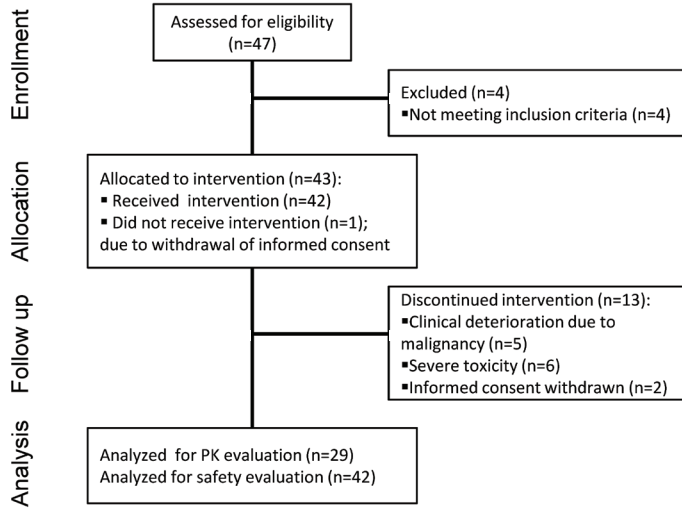 Enrollment
Assessed for eligibility
(n=47)
Excluded (n=4)
▪Not meeting inclusion criteria (n=4)
Allocation
Allocated to intervention (n=43):
▪ Received intervention (n=42)
▪ Did not receive intervention (n=1);
due to withdrawal of informed consent
Follow up
Discontinued intervention (n=13):
▪Clinical deterioration due to
malignancy (n=5)
▪Severe toxicity (n=6)
▪Informed consent withdrawn (n=2)
Analysis
Analyzed for PK evaluation (n=29)
Analyzed for safety evaluation (n=42)